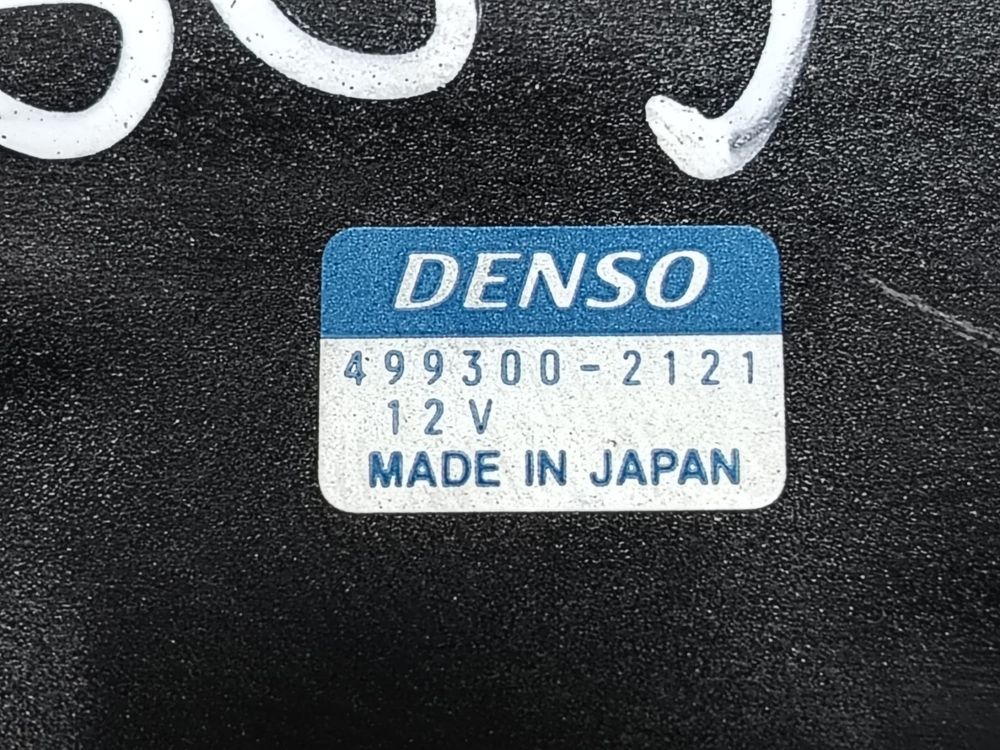 DENSO
499300-2121
12V
MADE IN JAPAN